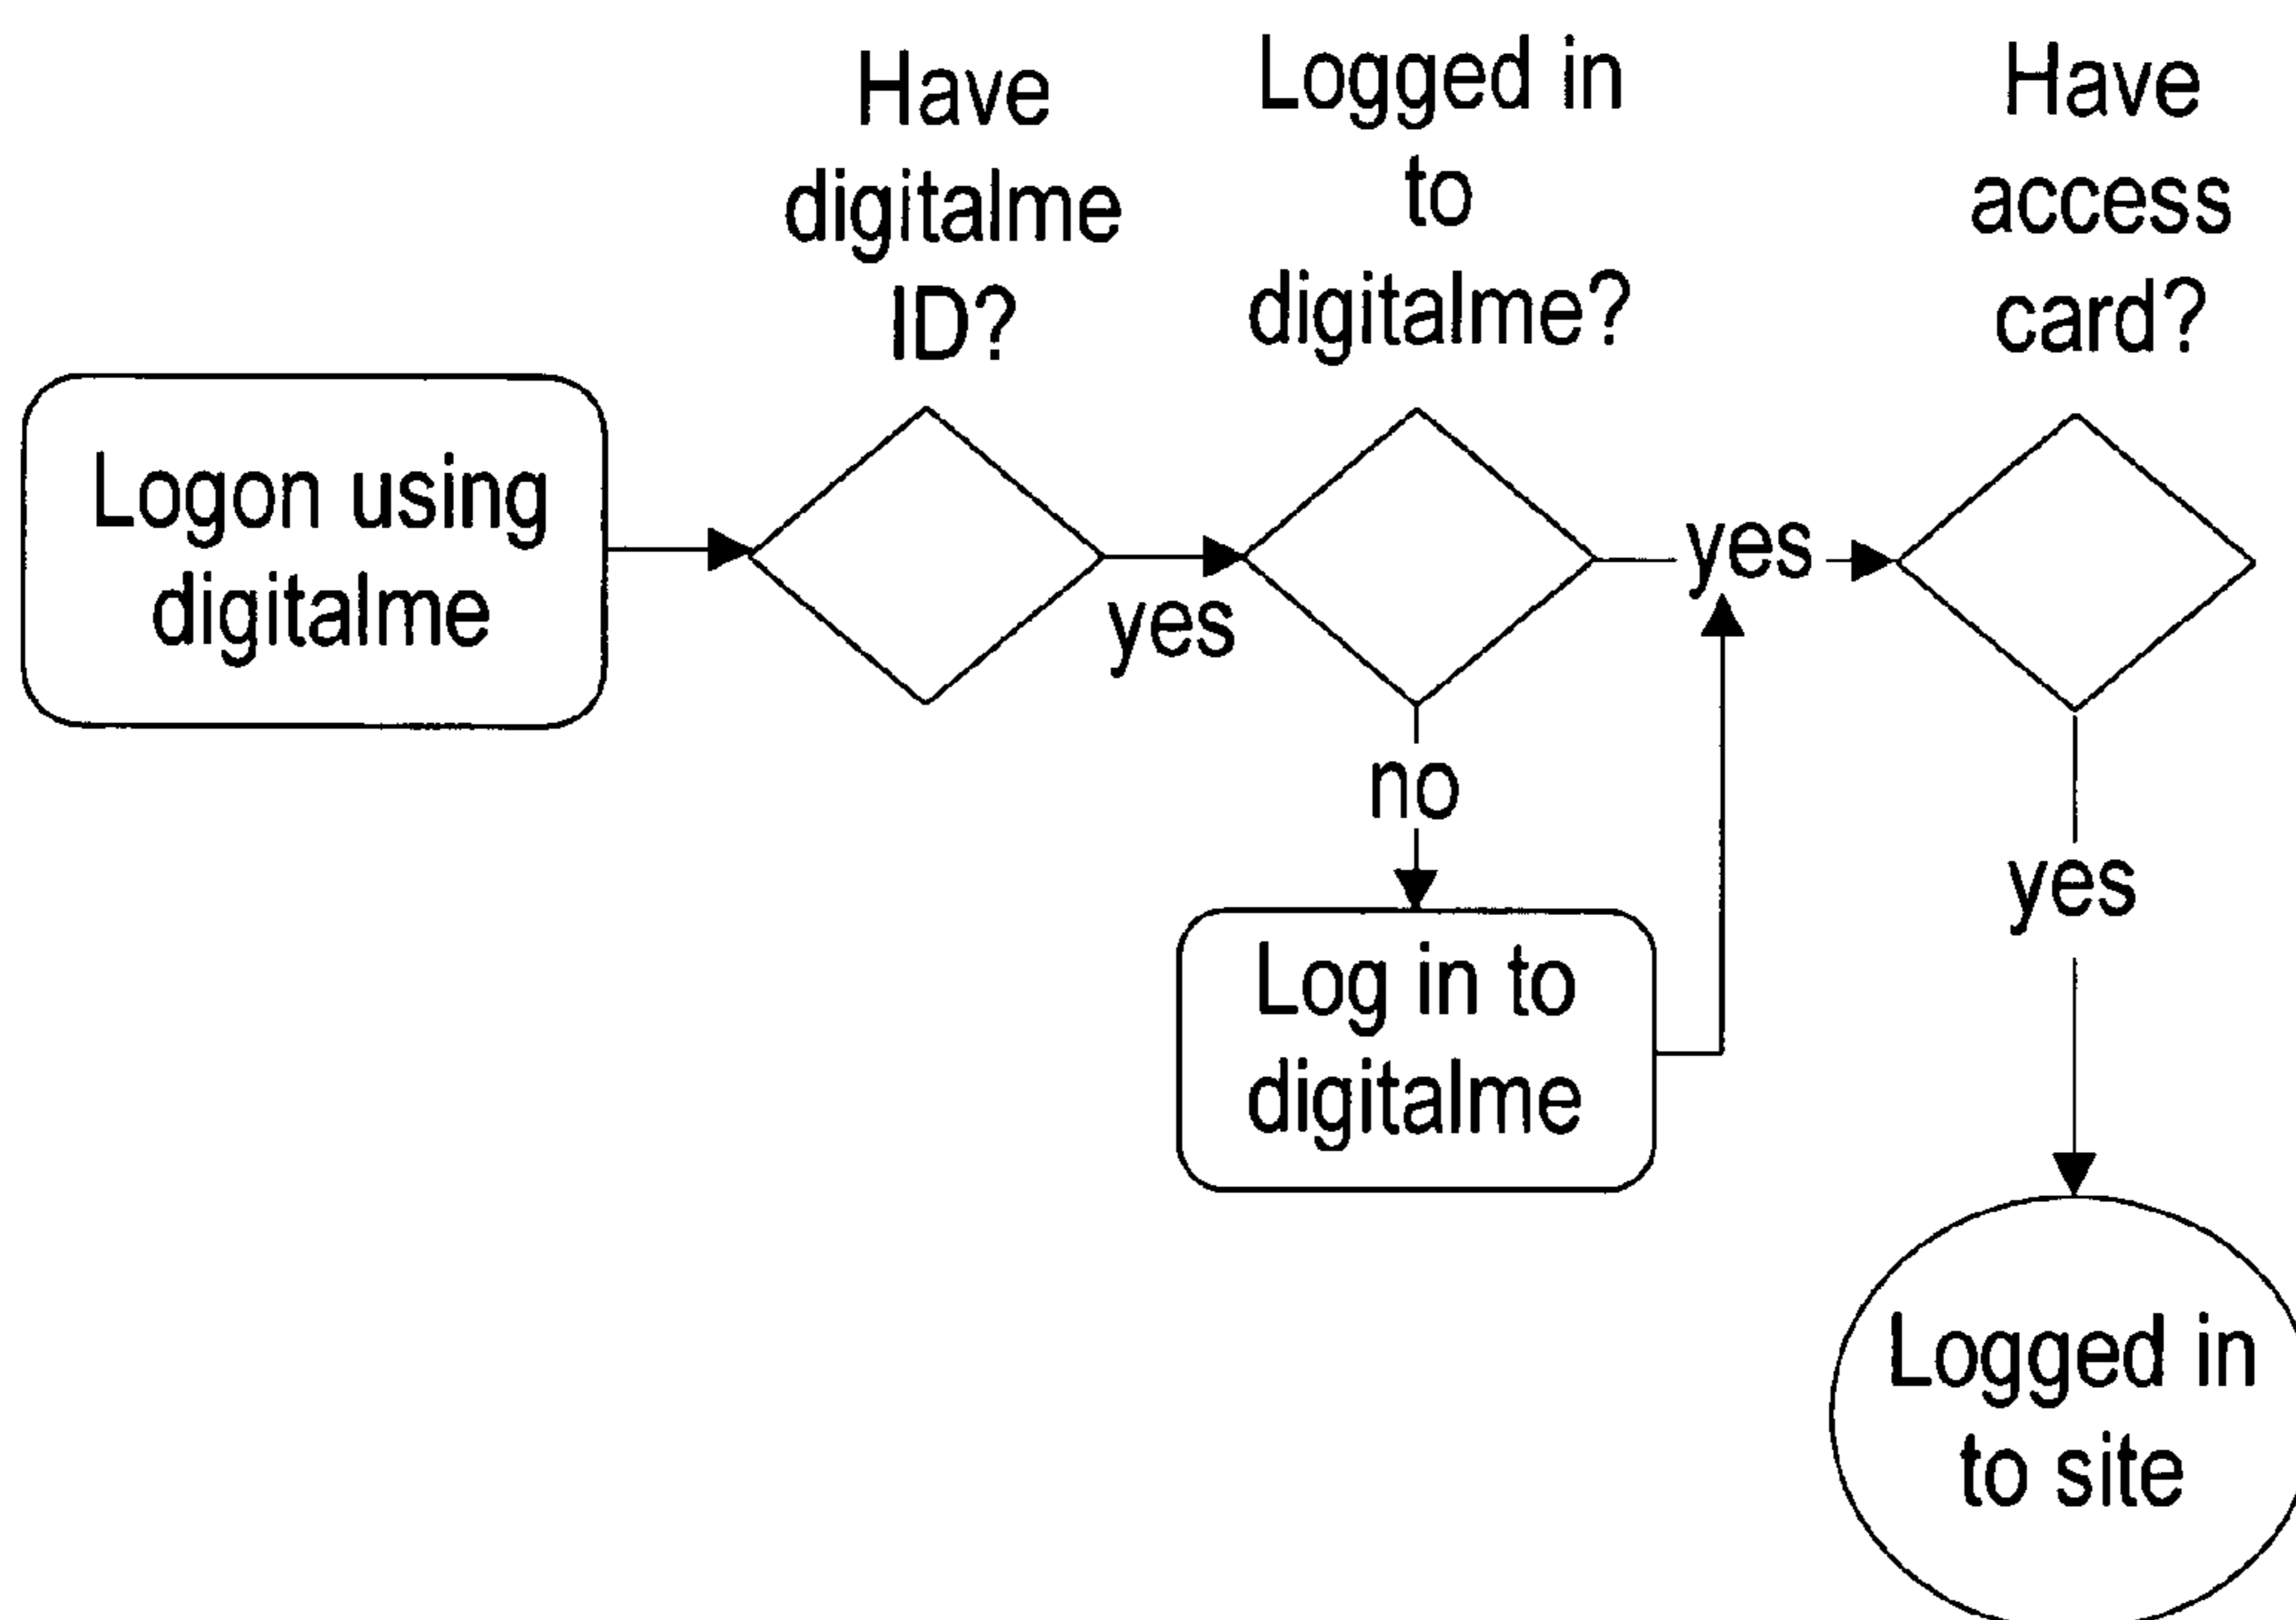 Have
digitalme
ID?
Logged in
to
digitalme?
Have
access
card?
Logon using
digitalme
yes
yes
no
yes
Log in to
digitalme
Logged in
to site